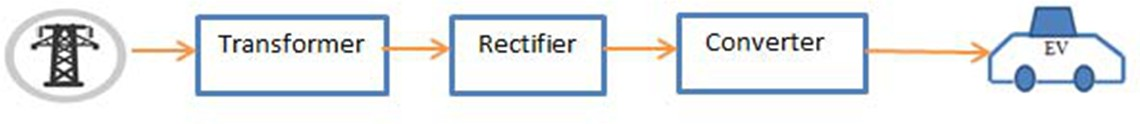 Transformer
Rectifier
Converter
EV